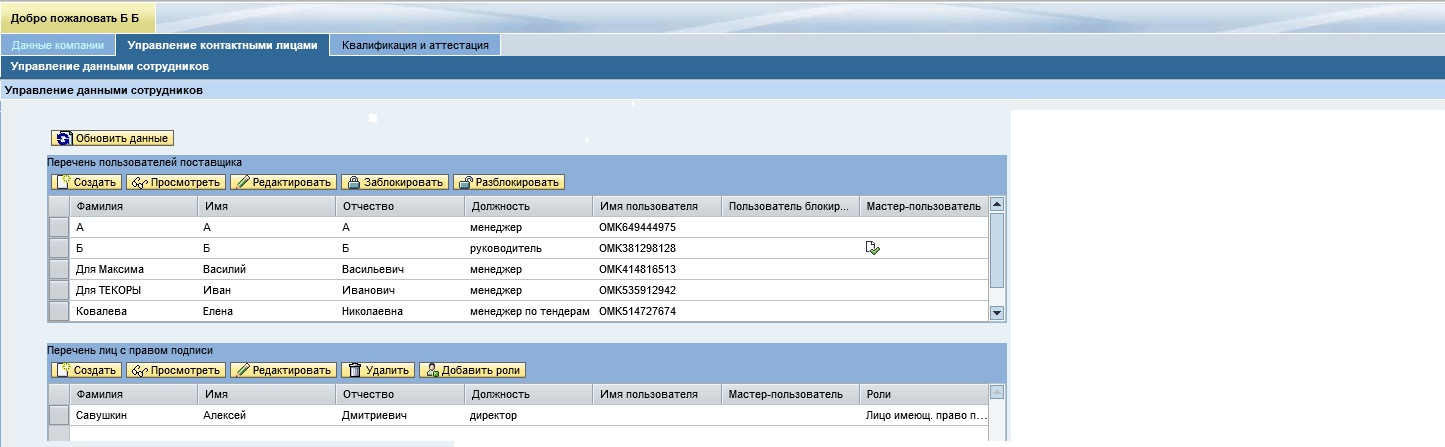 Добро пожаловать Б Б
Данные компании Управление контактными лицами Квалификация и аттестация
Управление данными сотрудников
Управление данными сотрудников
Обновить данные
Перечень пользователей поставщика
Создать Просмотреть Редактировать Заблокировать Разблокировать
Фамилия Имя Отчество Должность Имя пользователя Пользователь блокир... Мастер-пользователь
А А А менеджер OMK649444975
Б Б Б руководитель OMK381298128
Для Максима Василий Васильевич менеджер OMK414816513
Для ТЕКОРЫ Иван Иванович менеджер OMK535912942
Ковалева Елена Николаевна менеджер по тендерам OMK514727674
Перечень лиц с правом подписи
Создать Просмотреть Редактировать Удалить Добавить роли
Фамилия Имя Отчество Должность Имя пользователя Мастер-пользователь Роли
Савушкин Алексей Дмитриевич директор Лицо имеющ. право п...